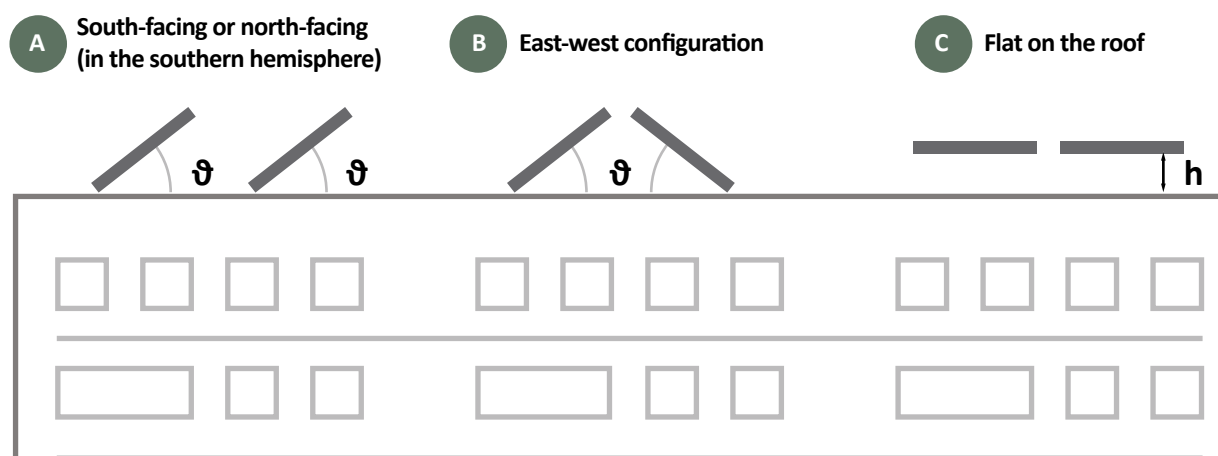 A
South-facing or north-facing
(in the southern hemisphere)
B
East-west configuration
C
Flat on the roof
ϑ
ϑ
ϑ
h